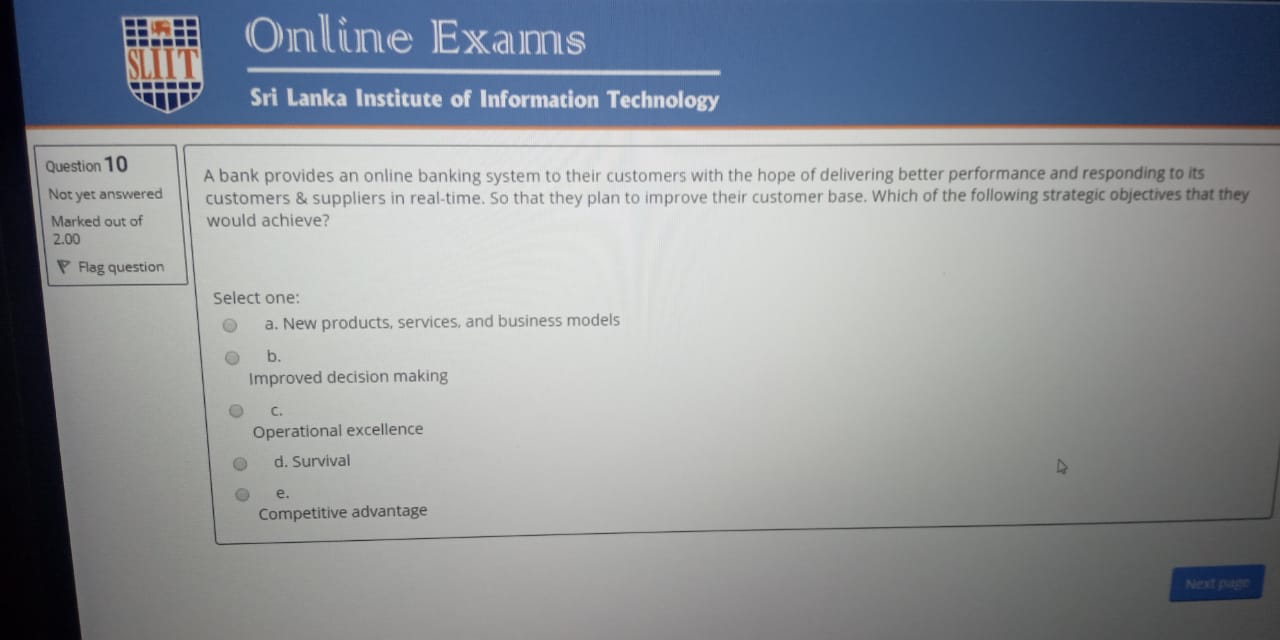 SLIIT
Online Exams
Sri Lanka Institute of Information Technology
Question 10
Not yet answered
Marked out of
2.00
Flag question
A bank provides an online banking system to their customers with the hope of delivering better performance and responding to its
customers & suppliers in real-time. So that they plan to improve their customer base. Which of the following strategic objectives that they
would achieve?
Select one:
a. New products, services, and business models
b.
Improved decision making
c.
Operational excellence
d. Survival
e.
Competitive advantage
Next page